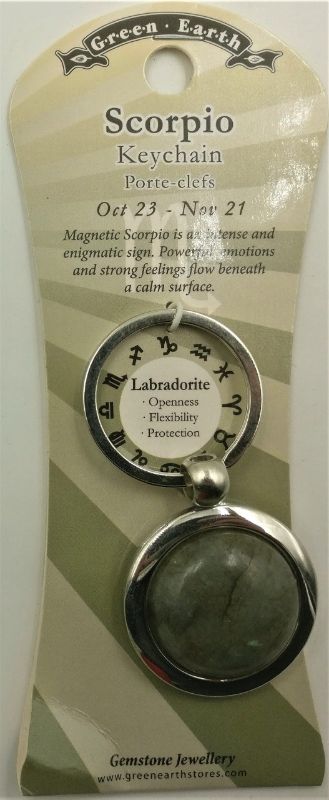 Green · Earth
Scorpio
Keychain
Porte-clefs
Oct 23 - Nov 21
Magnetic Scorpio is an intense and
enigmatic sign. Powerful emotions
and strong feelings flow beneath
a calm surface.
Labradorite
· Openness
· Flexibility
· Protection
Gemstone Jewellery
www.greenearthstores.com